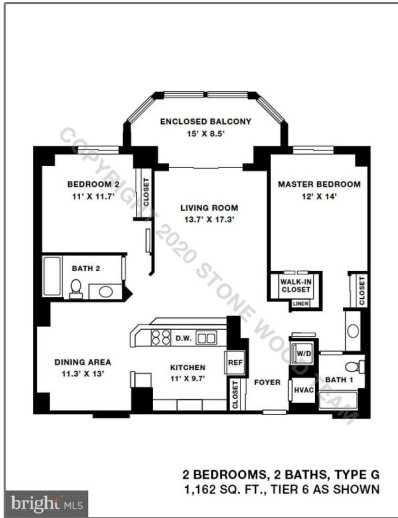 ENCLOSED BALCONY
15' X 8.5'
BEDROOM 2
11' X 11.7'
CLOSET
LIVING ROOM
13.7' X 17.3'
MASTER BEDROOM
12' X 14'
BATH 2
WALK-IN
CLOSET
LINEN
CLOSET
D.W.
DINING AREA
11.3' X 13'
KITCHEN
11' X 9.7'
REF
W/D
CLOSET
FOYER
HVAC
BATH 1
COPYRIGHT 2020 STONE WOOD TEAM
2 BEDROOMS, 2 BATHS, TYPE G
1,162 SQ. FT., TIER 6 AS SHOWN
bright MLS